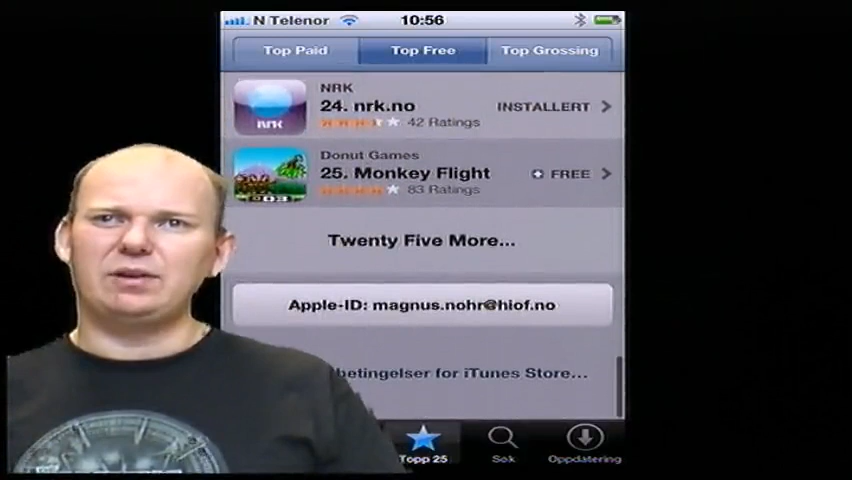 N Telenor 10:56
Top Paid Top Free Top Grossing
NRK
24. nrk.no INSTALLERT
nrk
42 Ratings
Donut Games
25. Monkey Flight FREE
83 Ratings
Twenty Five More...
Apple-ID: magnus.nohr@hiof.no
betingelser for iTunes Store...
Topp 25 Søk Oppdatering